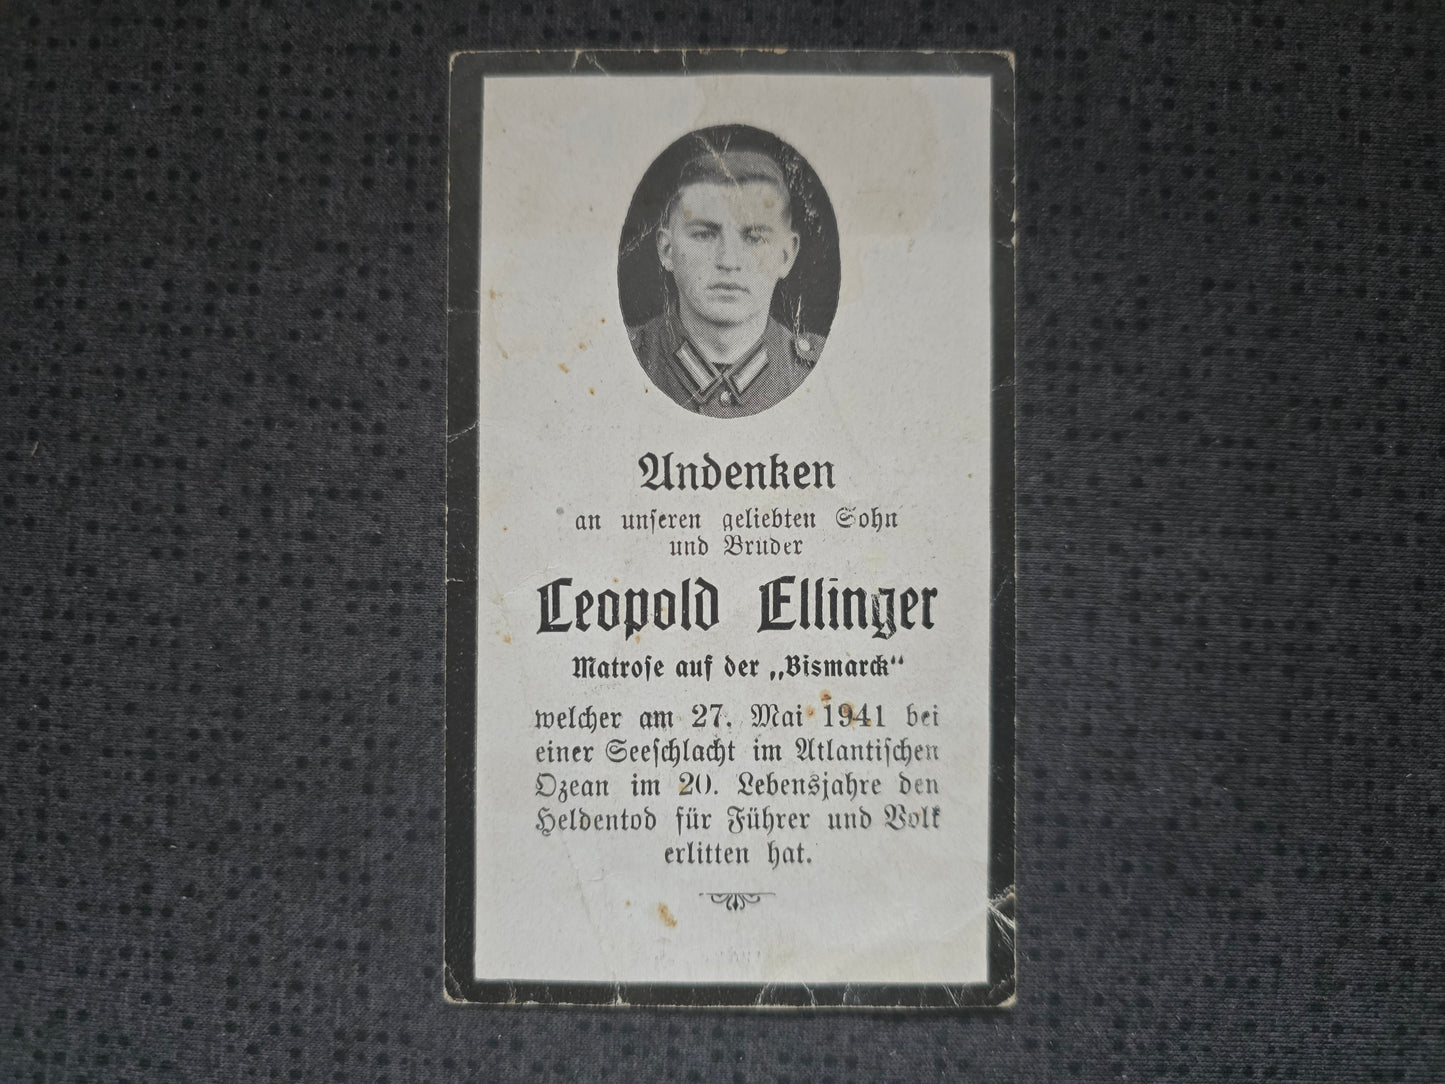 Andenken
an unſeren geliebten Sohn
und Bruder
Leopold Ellinger
Matroſe auf der „Bismarck“
welcher am 27. Mai 1941 bei
einer Seeſchlacht im Atlantiſchen
Ozean im 20. Lebensjahre den
Heldentod für Führer und Volk
erlitten hat.